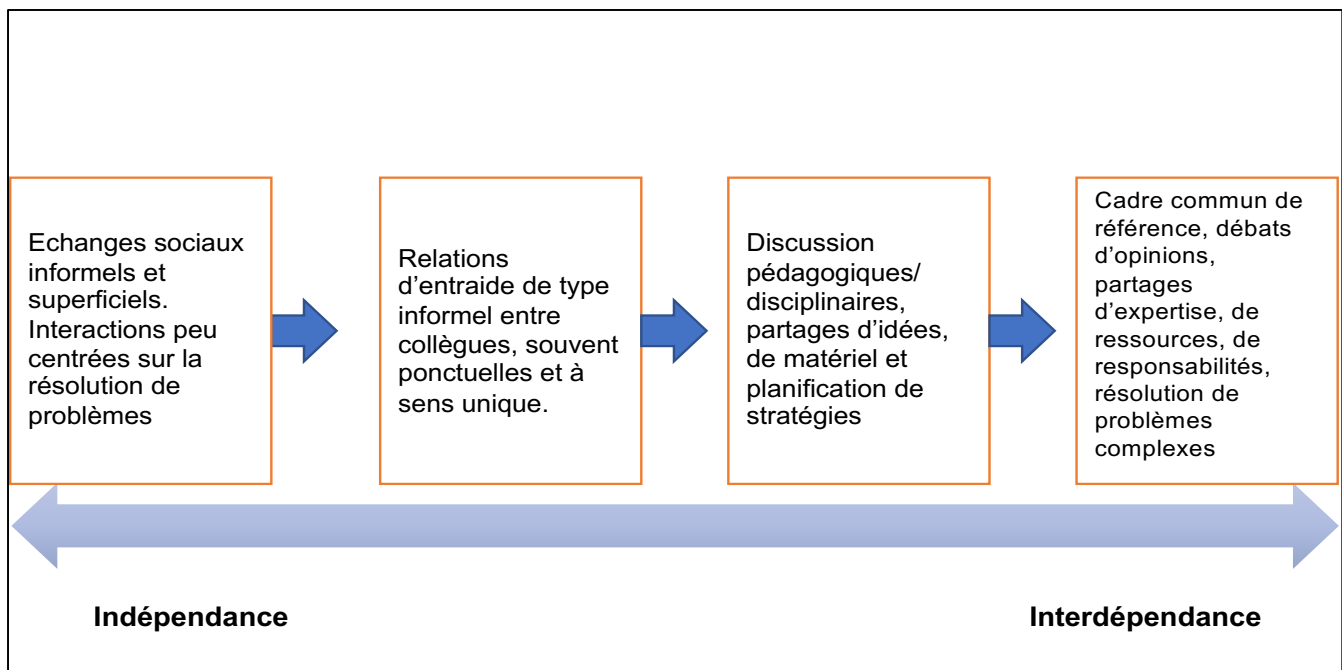 Echanges sociaux
informels et
superficiels.
Interactions peu
centrées sur la
résolution de
problèmes
Relations
d’entraide de type
informel entre
collègues, souvent
ponctuelles et à
sens unique.
Discussion
pédagogiques/
disciplinaires,
partages d’idées,
de matériel et
planification de
stratégies
Cadre commun de
référence, débats
d’opinions,
partages
d’expertise, de
ressources, de
responsabilités,
résolution de
problèmes
complexes
Indépendance
Interdépendance